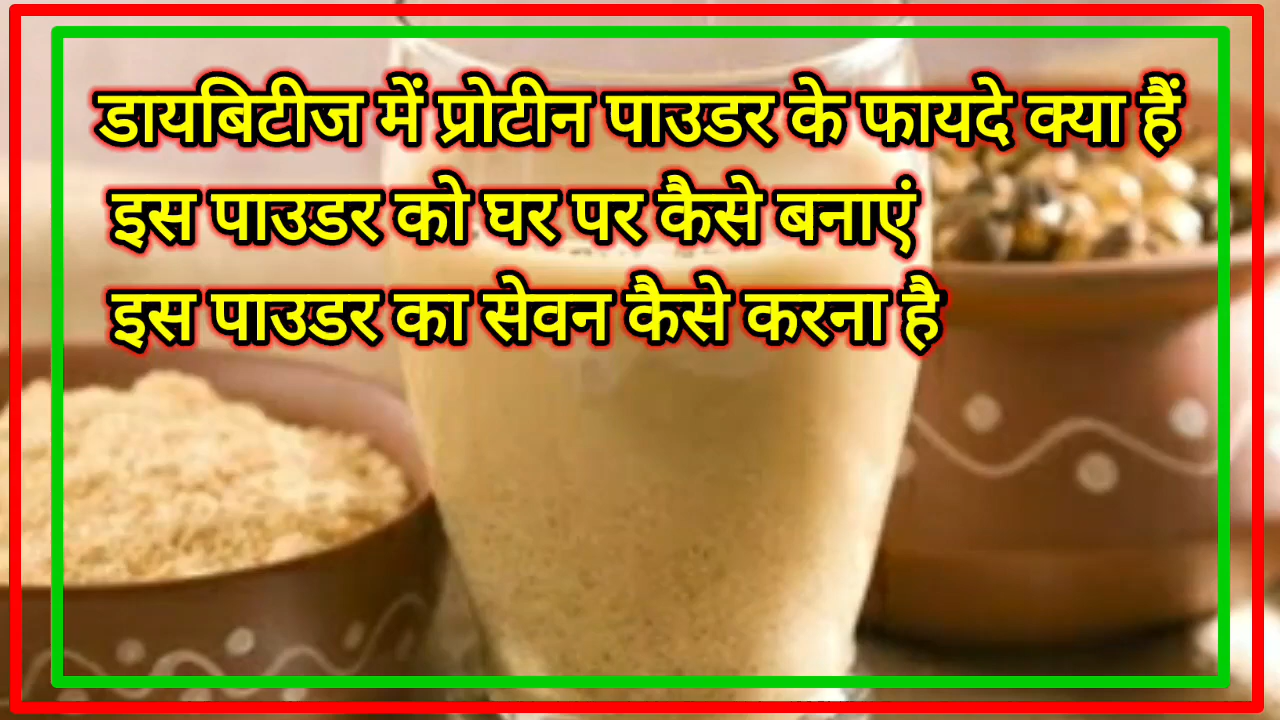 डायबिटीज में प्रोटीन पाउडर के फायदे क्या हैं
इस पाउडर को घर पर कैसे बनाएं
इस पाउडर का सेवन कैसे करना है